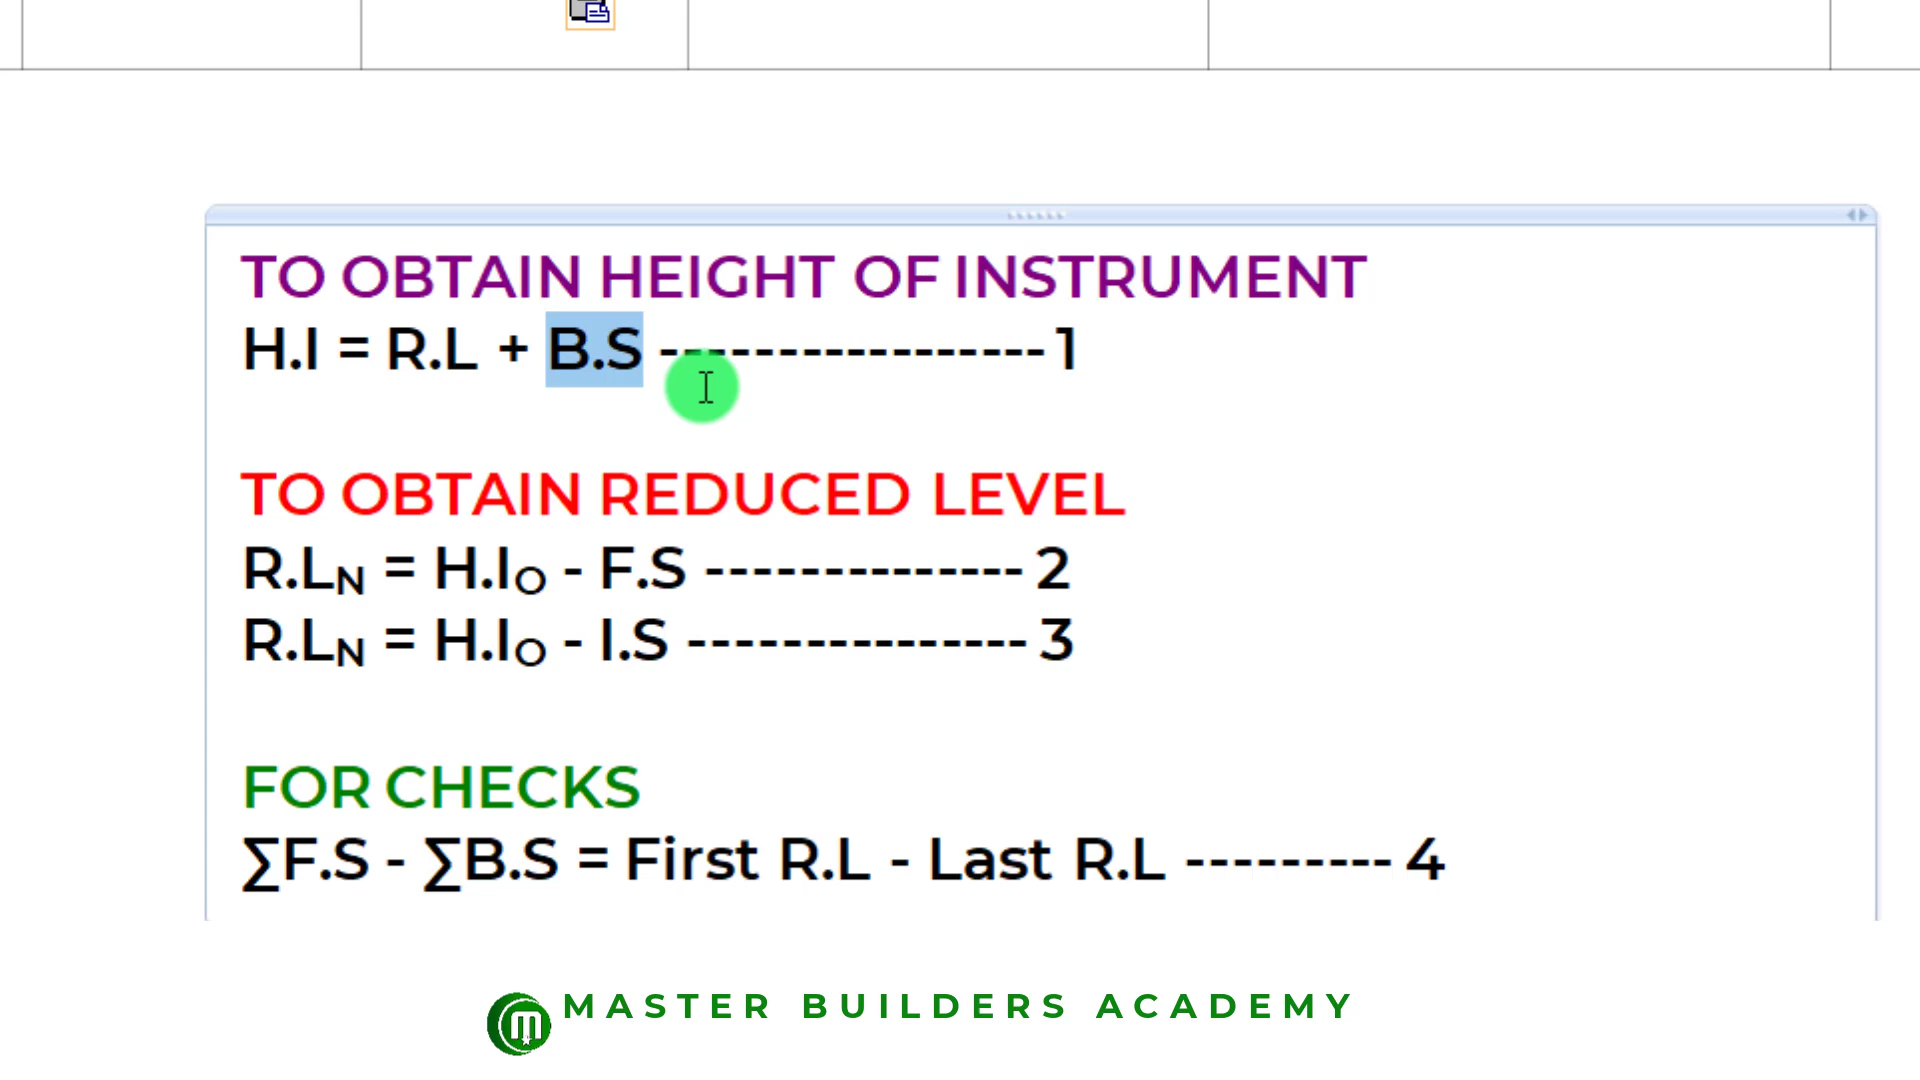 TO OBTAIN HEIGHT OF INSTRUMENT
H.I = R.L + B.S -----------------1
TO OBTAIN REDUCED LEVEL
R.LN = H.IO - F.S -------------- 2
R.LN = H.IO - I.S --------------- 3
FOR CHECKS
∑F.S - ∑B.S = First R.L - Last R.L --------- 4
MASTER BUILDERS ACADEMY